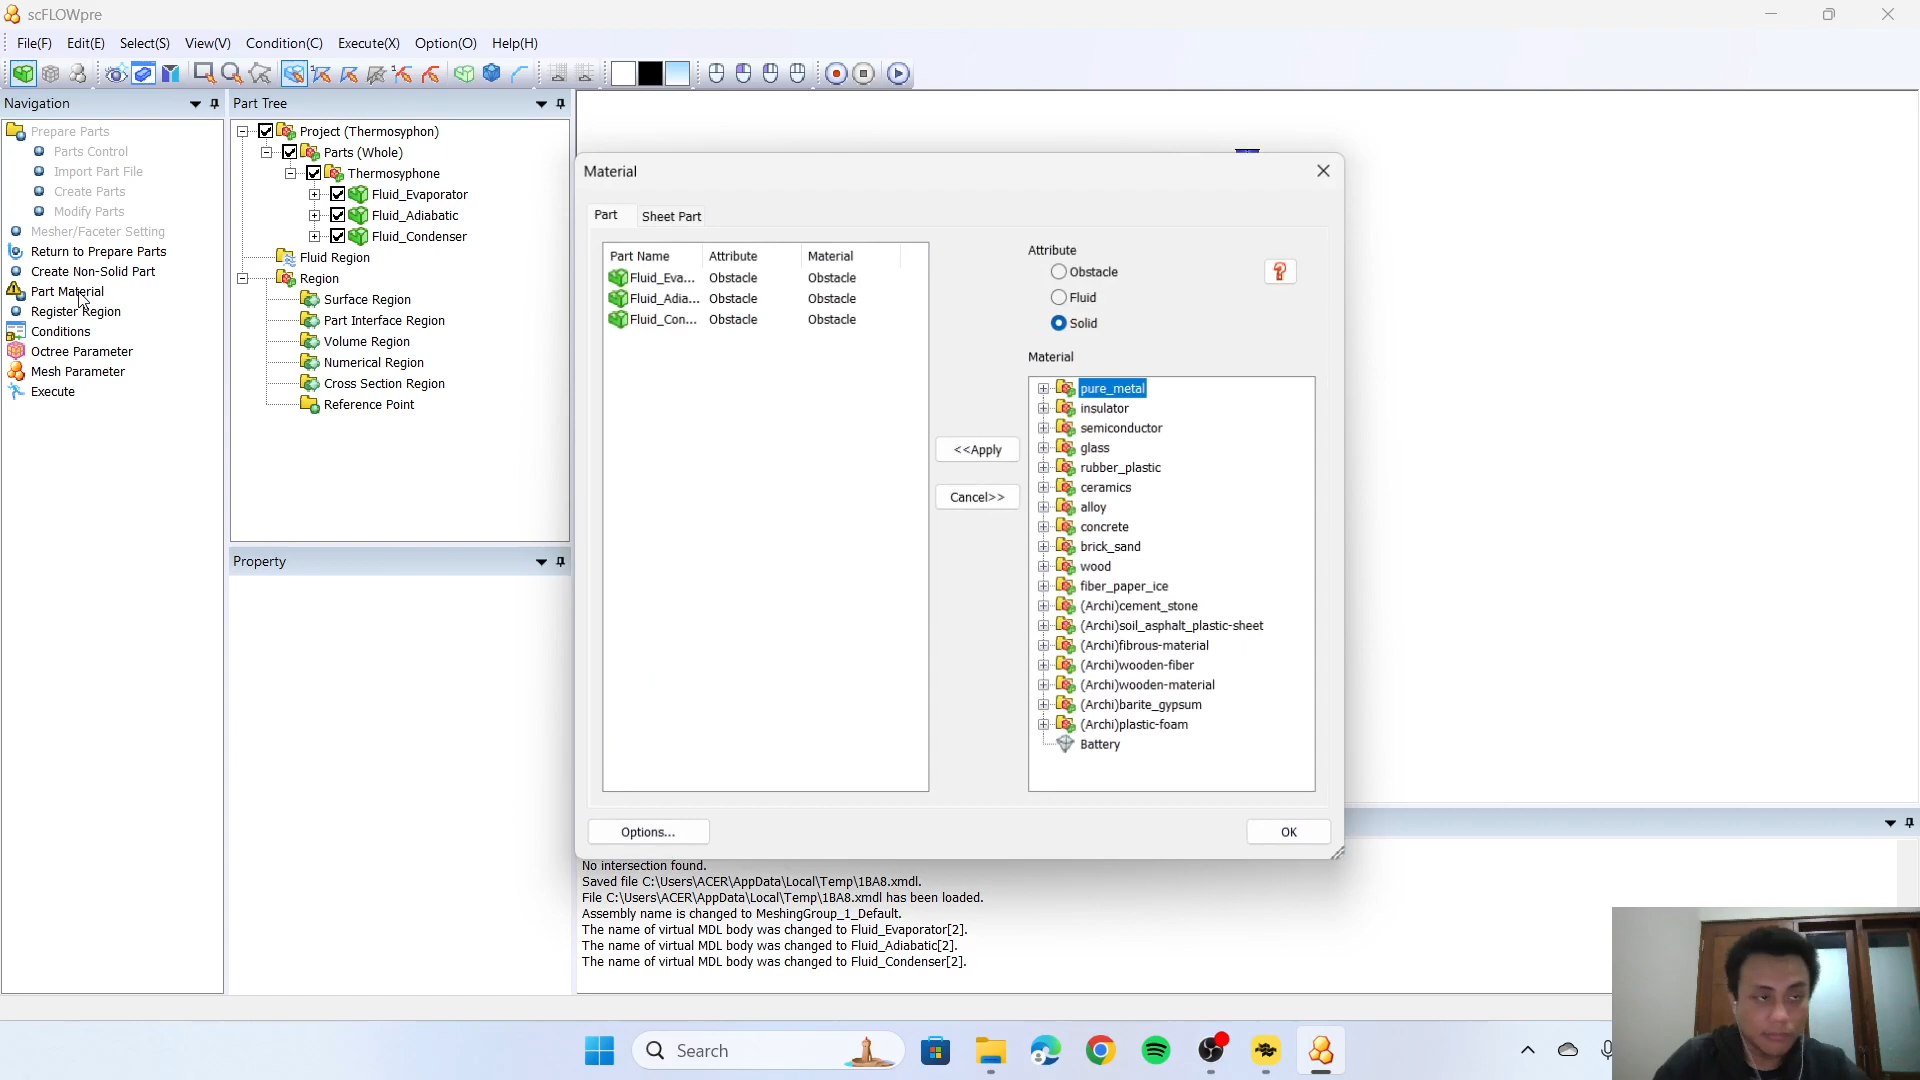 scFLOWpre
File(F) Edit(E) Select(S) View(V) Condition(C) Execute(X) Option(O) Help(H)
Navigation
Prepare Parts
Parts Control
Import Part File
Create Parts
Modify Parts
Mesher/Faceter Setting
Return to Prepare Parts
Create Non-Solid Part
Part Material
Register Region
Conditions
Octree Parameter
Mesh Parameter
Execute
Part Tree
Project (Thermosyphon)
Parts (Whole)
Thermosyphone
Fluid_Evaporator
Fluid_Adiabatic
Fluid_Condenser
Fluid Region
Region
Surface Region
Part Interface Region
Volume Region
Numerical Region
Cross Section Region
Reference Point
Property
Material
Part Sheet Part
Part Name Attribute Material
Fluid_Eva... Obstacle Obstacle
Fluid_Adia... Obstacle Obstacle
Fluid_Con... Obstacle Obstacle
<<Apply
Cancel>>
Attribute
Obstacle
Fluid
Solid
Material
pure_metal
insulator
semiconductor
glass
rubber_plastic
ceramics
alloy
concrete
brick_sand
wood
fiber_paper_ice
(Archi)cement_stone
(Archi)soil_asphalt_plastic-sheet
(Archi)fibrous-material
(Archi)wooden-fiber
(Archi)wooden-material
(Archi)barite_gypsum
(Archi)plastic-foam
Battery
Options... OK
No intersection found.
Saved file C:\Users\ACER\AppData\Local\Temp\1BA8.xmdl.
File C:\Users\ACER\AppData\Local\Temp\1BA8.xmdl has been loaded.
Assembly name is changed to MeshingGroup_1_Default.
The name of virtual MDL body was changed to Fluid_Evaporator[2].
The name of virtual MDL body was changed to Fluid_Adiabatic[2].
The name of virtual MDL body was changed to Fluid_Condenser[2].
Search